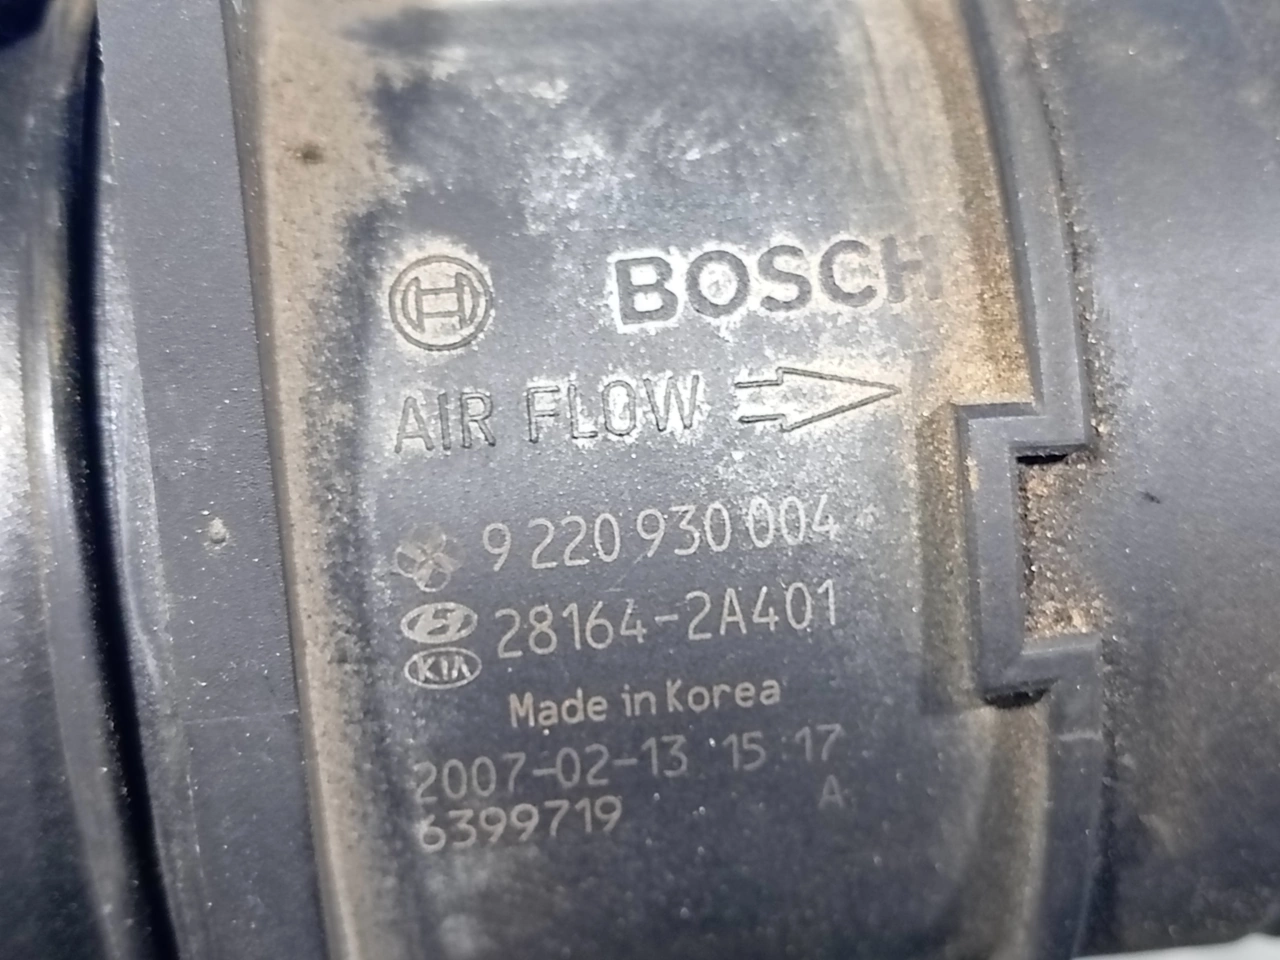 BOSCH
AIR FLOW
9 220 930 004
28164-2A401
KIA
Made in Korea
2007-02-13 15:17
A
6399719